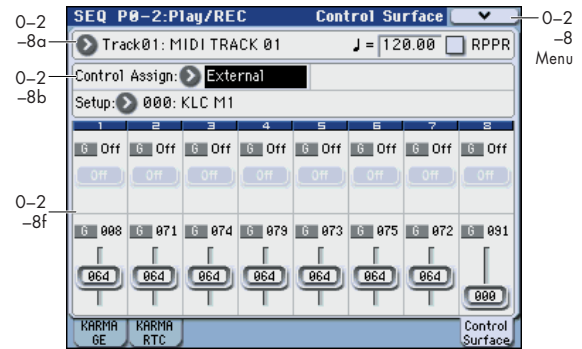 SEQ P0-2:Play/REC Control Surface
0–2
–8a
0–2
–8
Menu
Track01: MIDI TRACK 01 ♩= 120.00 RPPR
0–2
–8b
Control Assign: External
Setup: 000: KLC M1
1 2 3 4 5 6 7 8
G Off G Off G Off G Off G Off G Off G Off G Off
Off Off Off Off Off Off Off Off
0–2
–8f
G 008 G 071 G 074 G 079 G 073 G 075 G 072 G 091
064 064 064 064 064 064 064 000
KARMA GE
KARMA RTC
Control Surface